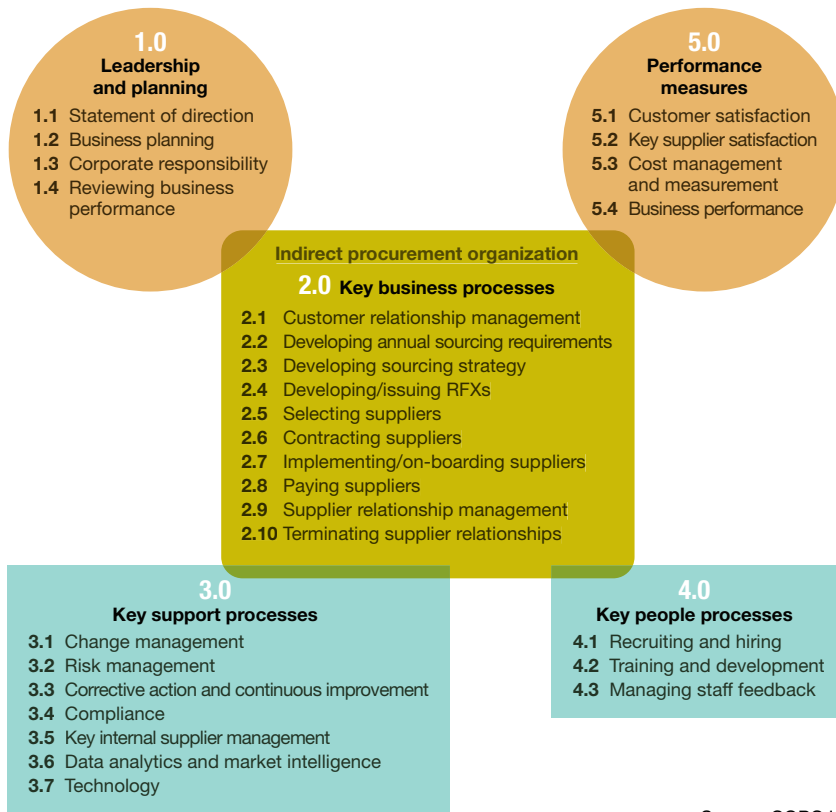 1.0
Leadership
and planning
1.1 Statement of direction
1.2 Business planning
1.3 Corporate responsibility
1.4 Reviewing business
performance
5.0
Performance
measures
5.1 Customer satisfaction
5.2 Key supplier satisfaction
5.3 Cost management
and measurement
5.4 Business performance
Indirect procurement organization
2.0 Key business processes
2.1 Customer relationship management
2.2 Developing annual sourcing requirements
2.3 Developing sourcing strategy
2.4 Developing/issuing RFXs
2.5 Selecting suppliers
2.6 Contracting suppliers
2.7 Implementing/on-boarding suppliers
2.8 Paying suppliers
2.9 Supplier relationship management
2.10 Terminating supplier relationships
3.0
Key support processes
3.1 Change management
3.2 Risk management
3.3 Corrective action and continuous improvement
3.4 Compliance
3.5 Key internal supplier management
3.6 Data analytics and market intelligence
3.7 Technology
4.0
Key people processes
4.1 Recruiting and hiring
4.2 Training and development
4.3 Managing staff feedback